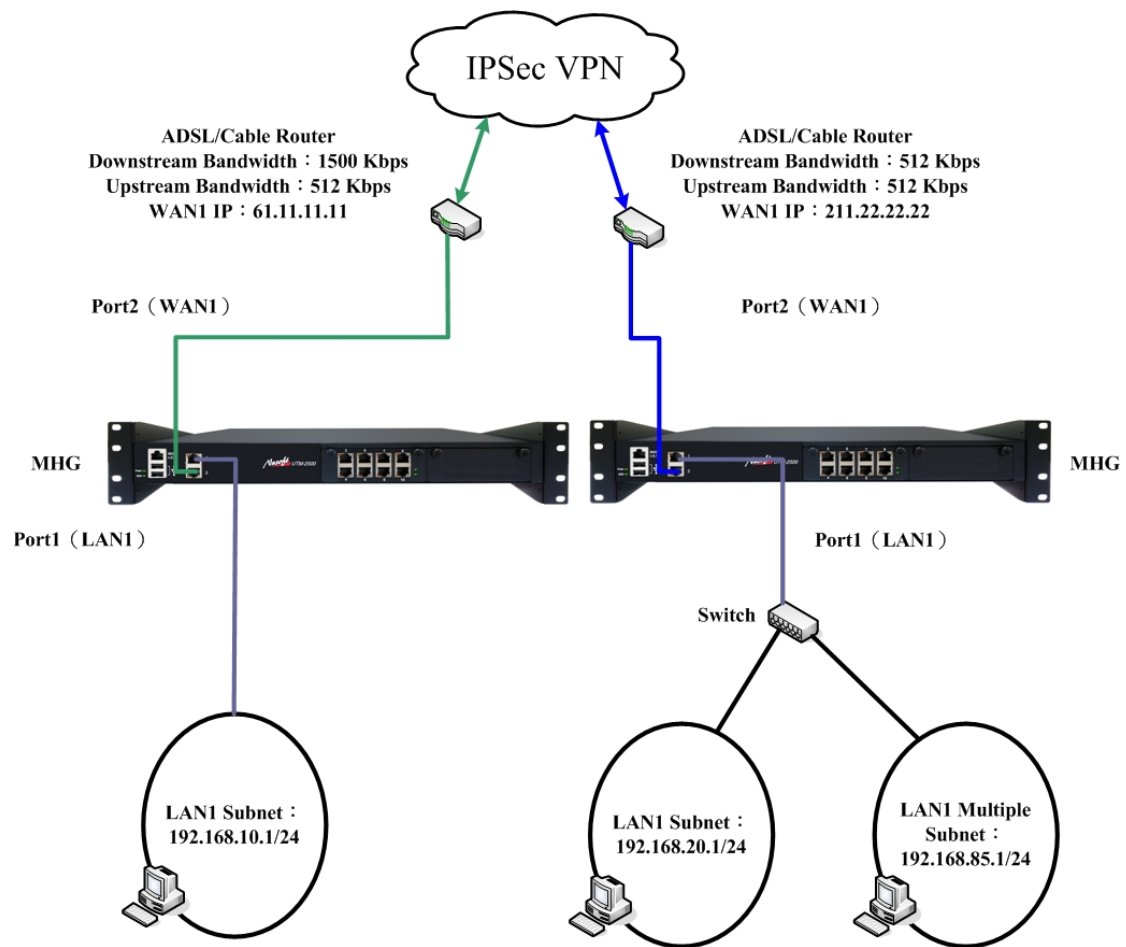 IPSec VPN
ADSL/Cable Router
Downstream Bandwidth：1500 Kbps
Upstream Bandwidth：512 Kbps
WAN1 IP：61.11.11.11
ADSL/Cable Router
Downstream Bandwidth：512 Kbps
Upstream Bandwidth：512 Kbps
WAN1 IP：211.22.22.22
Port2（WAN1）
Port2（WAN1）
MHG
Nusoft UTM-2500
MHG
Port1（LAN1）
Port1（LAN1）
Switch
LAN1 Subnet：
192.168.10.1/24
LAN1 Subnet：
192.168.20.1/24
LAN1 Multiple
Subnet：
192.168.85.1/24